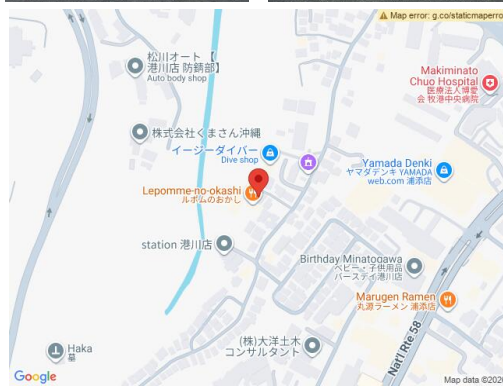 Map error: g.co/staticmaperro
松川オート【
港川店 防錆部】
Auto body shop
Makiminato
Chuo Hospital
医療法人博愛
会 牧港中央病院
株式会社くまさん沖縄
イージーダイバー
Dive shop
Yamada Denki
ヤマダデンキ YAMADA
web.com 浦添店
Lepomme-no-okashi
ルポムのおかし
station 港川店
Birthday Minatogawa
ベビー・子供用品
バースデイ港川店
Marugen Ramen
丸源ラーメン 浦添店
Nat'l Rte 58
(株)大洋土木
コンサルタント
Haka
墓
Google
Map data ©202